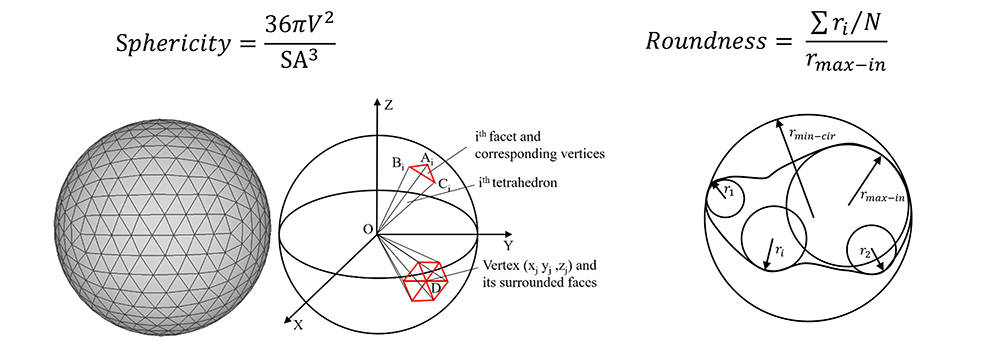 Sphericity = 36πV² / SA³
Roundness = ∑ rᵢ/N / r_max−in
Z
iᵗʰ facet and
corresponding vertices
Aᵢ
Bᵢ
Cᵢ
iᵗʰ tetrahedron
O
Y
Vertex (xⱼ yⱼ ,zⱼ) and
its surrounded faces
D
X
r_min−cir
r₁
r_max−in
rᵢ
r₂